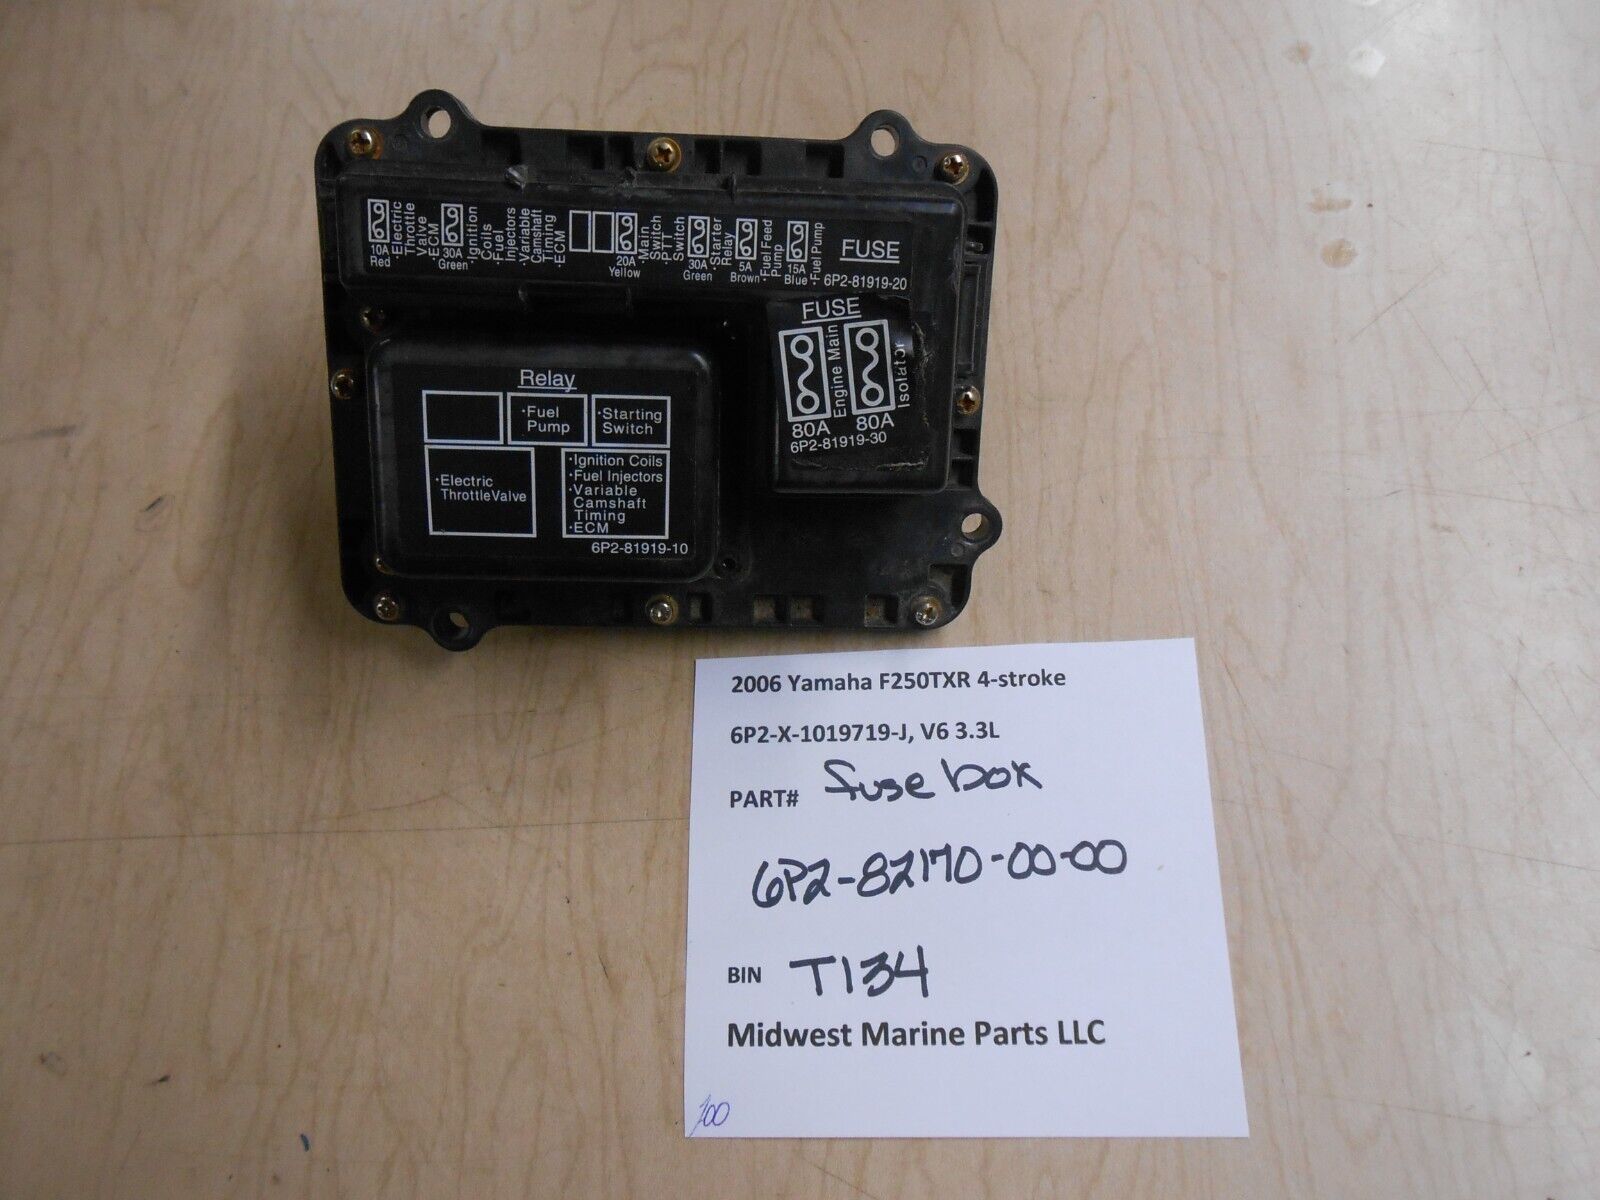 10A
Red
·Electric
Throttle
Valve
·ECM
30A
Green
·Ignition
Coils
·Fuel
Injectors
·Variable
Camshaft
Timing
·ECM
20A
Yellow
·Main
Switch
·PTT
Switch
30A
Green
·Starter
Relay
5A
Brown
·Fuel Feed
Pump
15A
Blue
·Fuel Pump
FUSE
6P2-81919-20
FUSE
80A
Engine Main
80A
Isolator
6P2-81919-30
Relay
·Fuel
Pump
·Starting
Switch
·Electric
ThrottleValve
·Ignition Coils
·Fuel Injectors
·Variable
Camshaft
Timing
·ECM
6P2-81919-10
2006 Yamaha F250TXR 4-stroke
6P2-X-1019719-J, V6 3.3L
PART# fuse box
6P2-82170-00-00
BIN T134
Midwest Marine Parts LLC
100